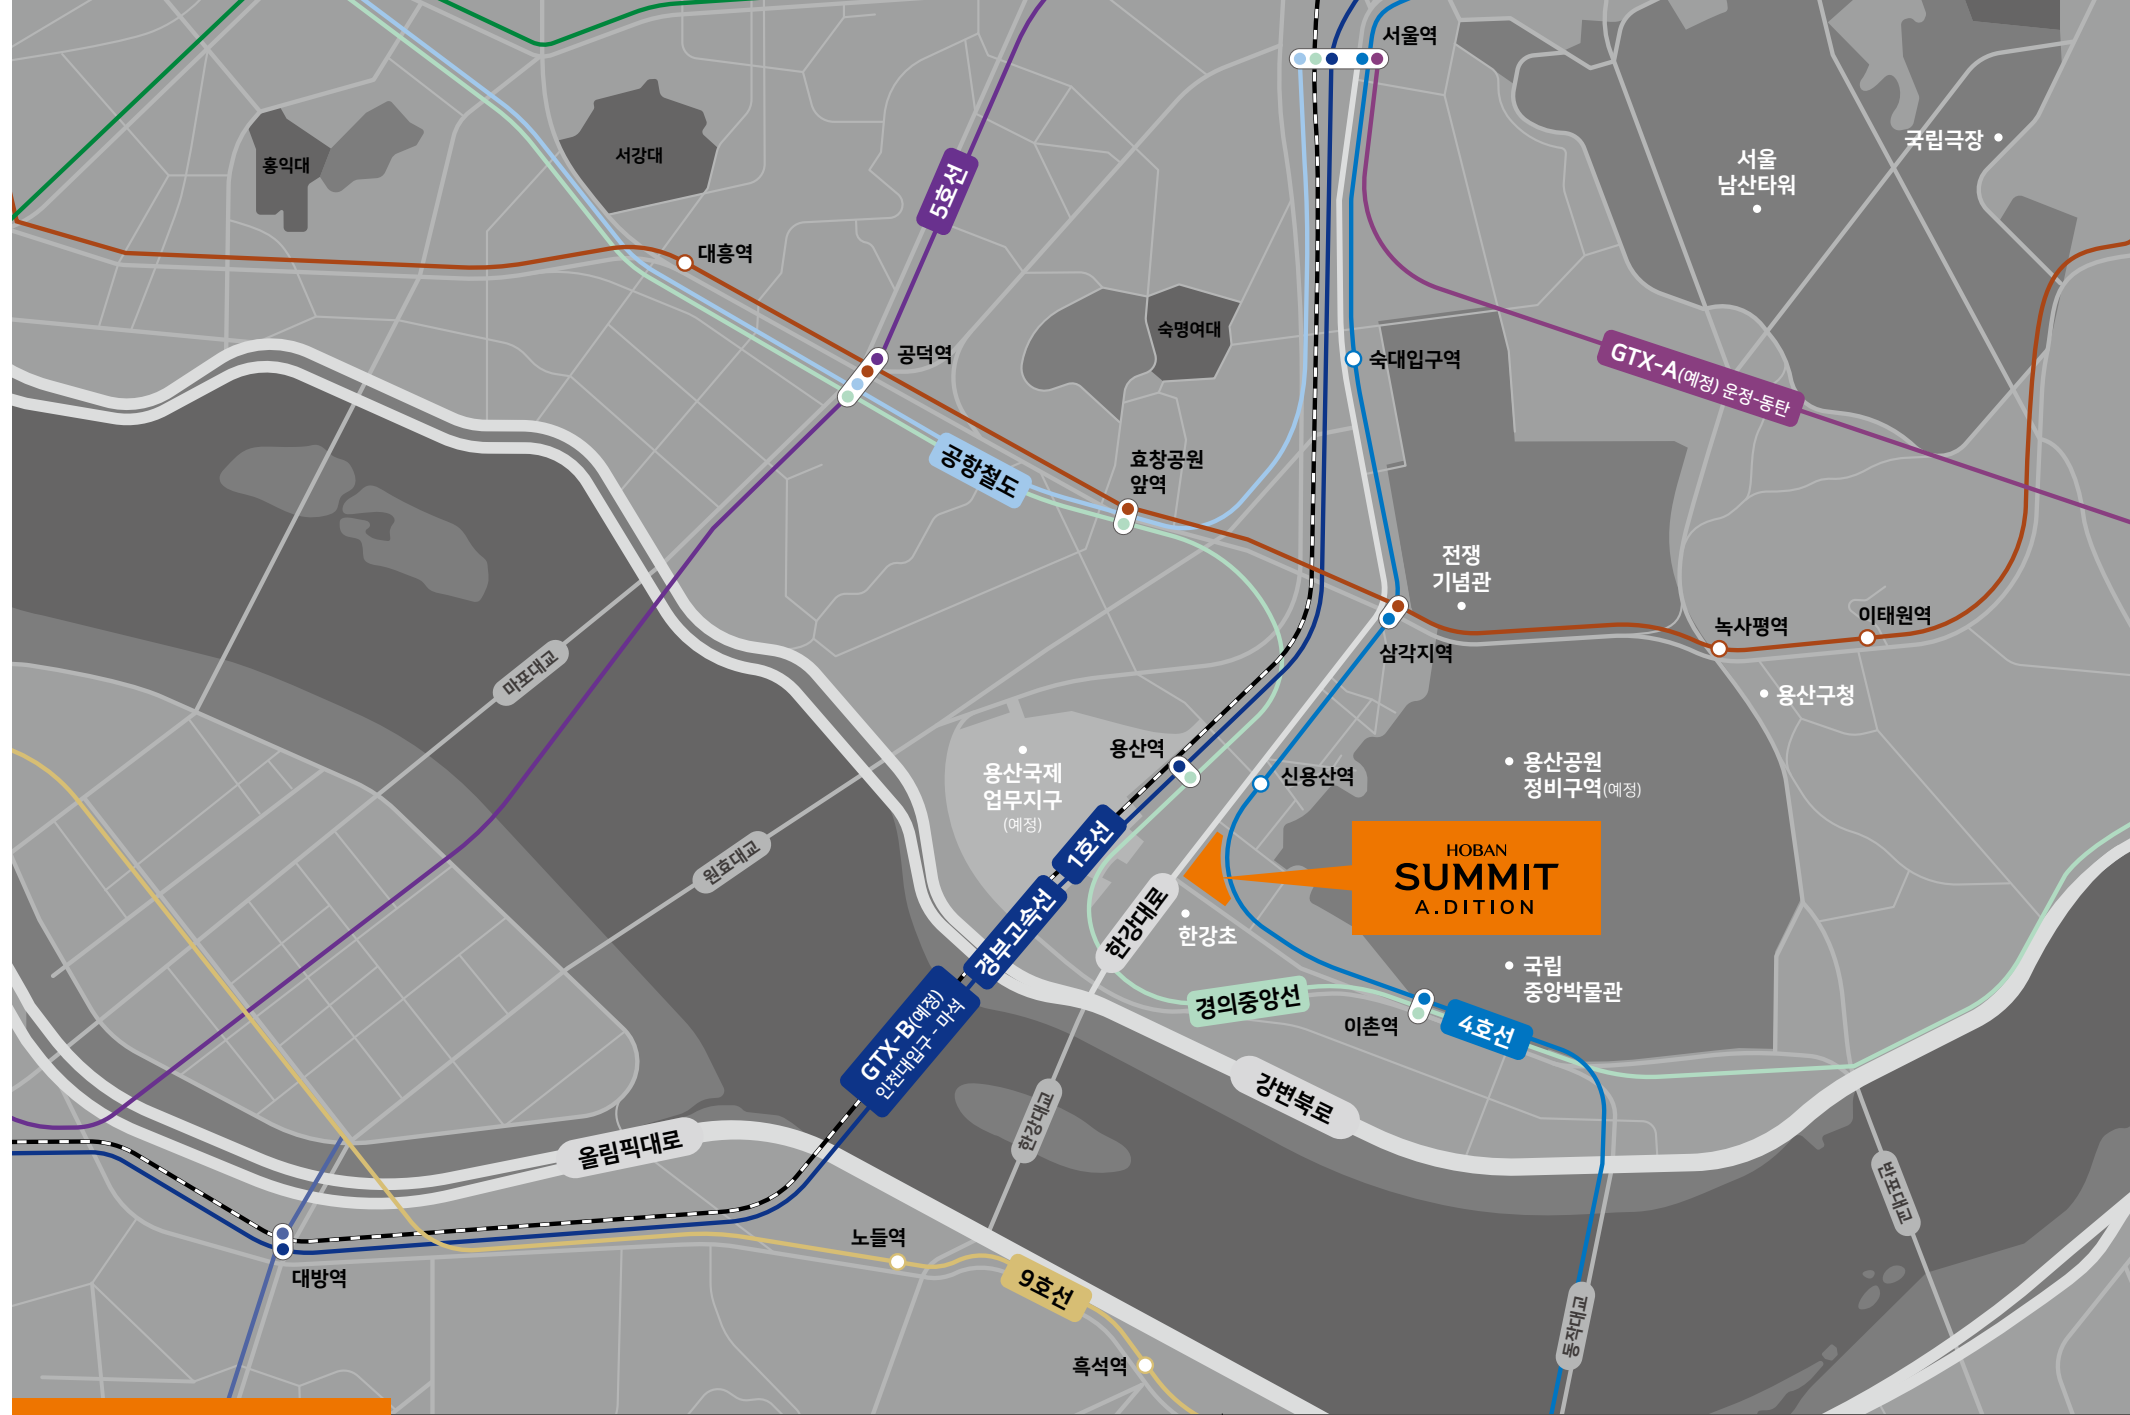 서울역
국립극장
서울
남산타워
홍익대
서강대
5호선
대흥역
숙명여대
공덕역
숙대입구역
GTX-A(예정) 운정-동탄
공항철도
효창공원
앞역
전쟁
기념관
녹사평역
이태원역
삼각지역
마포대교
용산구청
용산역
용산국제
업무지구
(예정)
신용산역
용산공원
정비구역(예정)
1호선
원효대교
HOBAN
SUMMIT
A.DITION
경부고속선
한강대로
한강초
국립
중앙박물관
경의중앙선
이촌역
4호선
GTX-B(예정)
인천대입구 - 마석
강변북로
한강대교
올림픽대로
반포대교
노들역
대방역
9호선
동작대교
흑석역